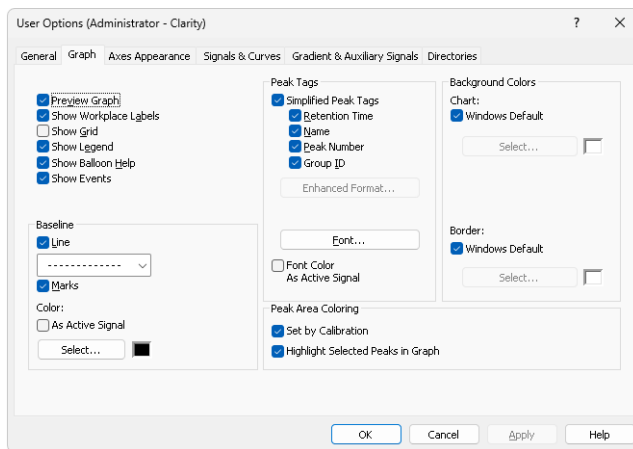 User Options (Administrator - Clarity)
?
General Graph Axes Appearance Signals & Curves Gradient & Auxiliary Signals Directories
Preview Graph
Show Workplace Labels
Show Grid
Show Legend
Show Balloon Help
Show Events
Baseline
Line
Marks
Color:
As Active Signal
Select...
Peak Tags
Simplified Peak Tags
Retention Time
Name
Peak Number
Group ID
Enhanced Format...
Font...
Font Color
As Active Signal
Background Colors
Chart:
Windows Default
Select...
Border:
Windows Default
Select...
Peak Area Coloring
Set by Calibration
Highlight Selected Peaks in Graph
OK Cancel Apply Help